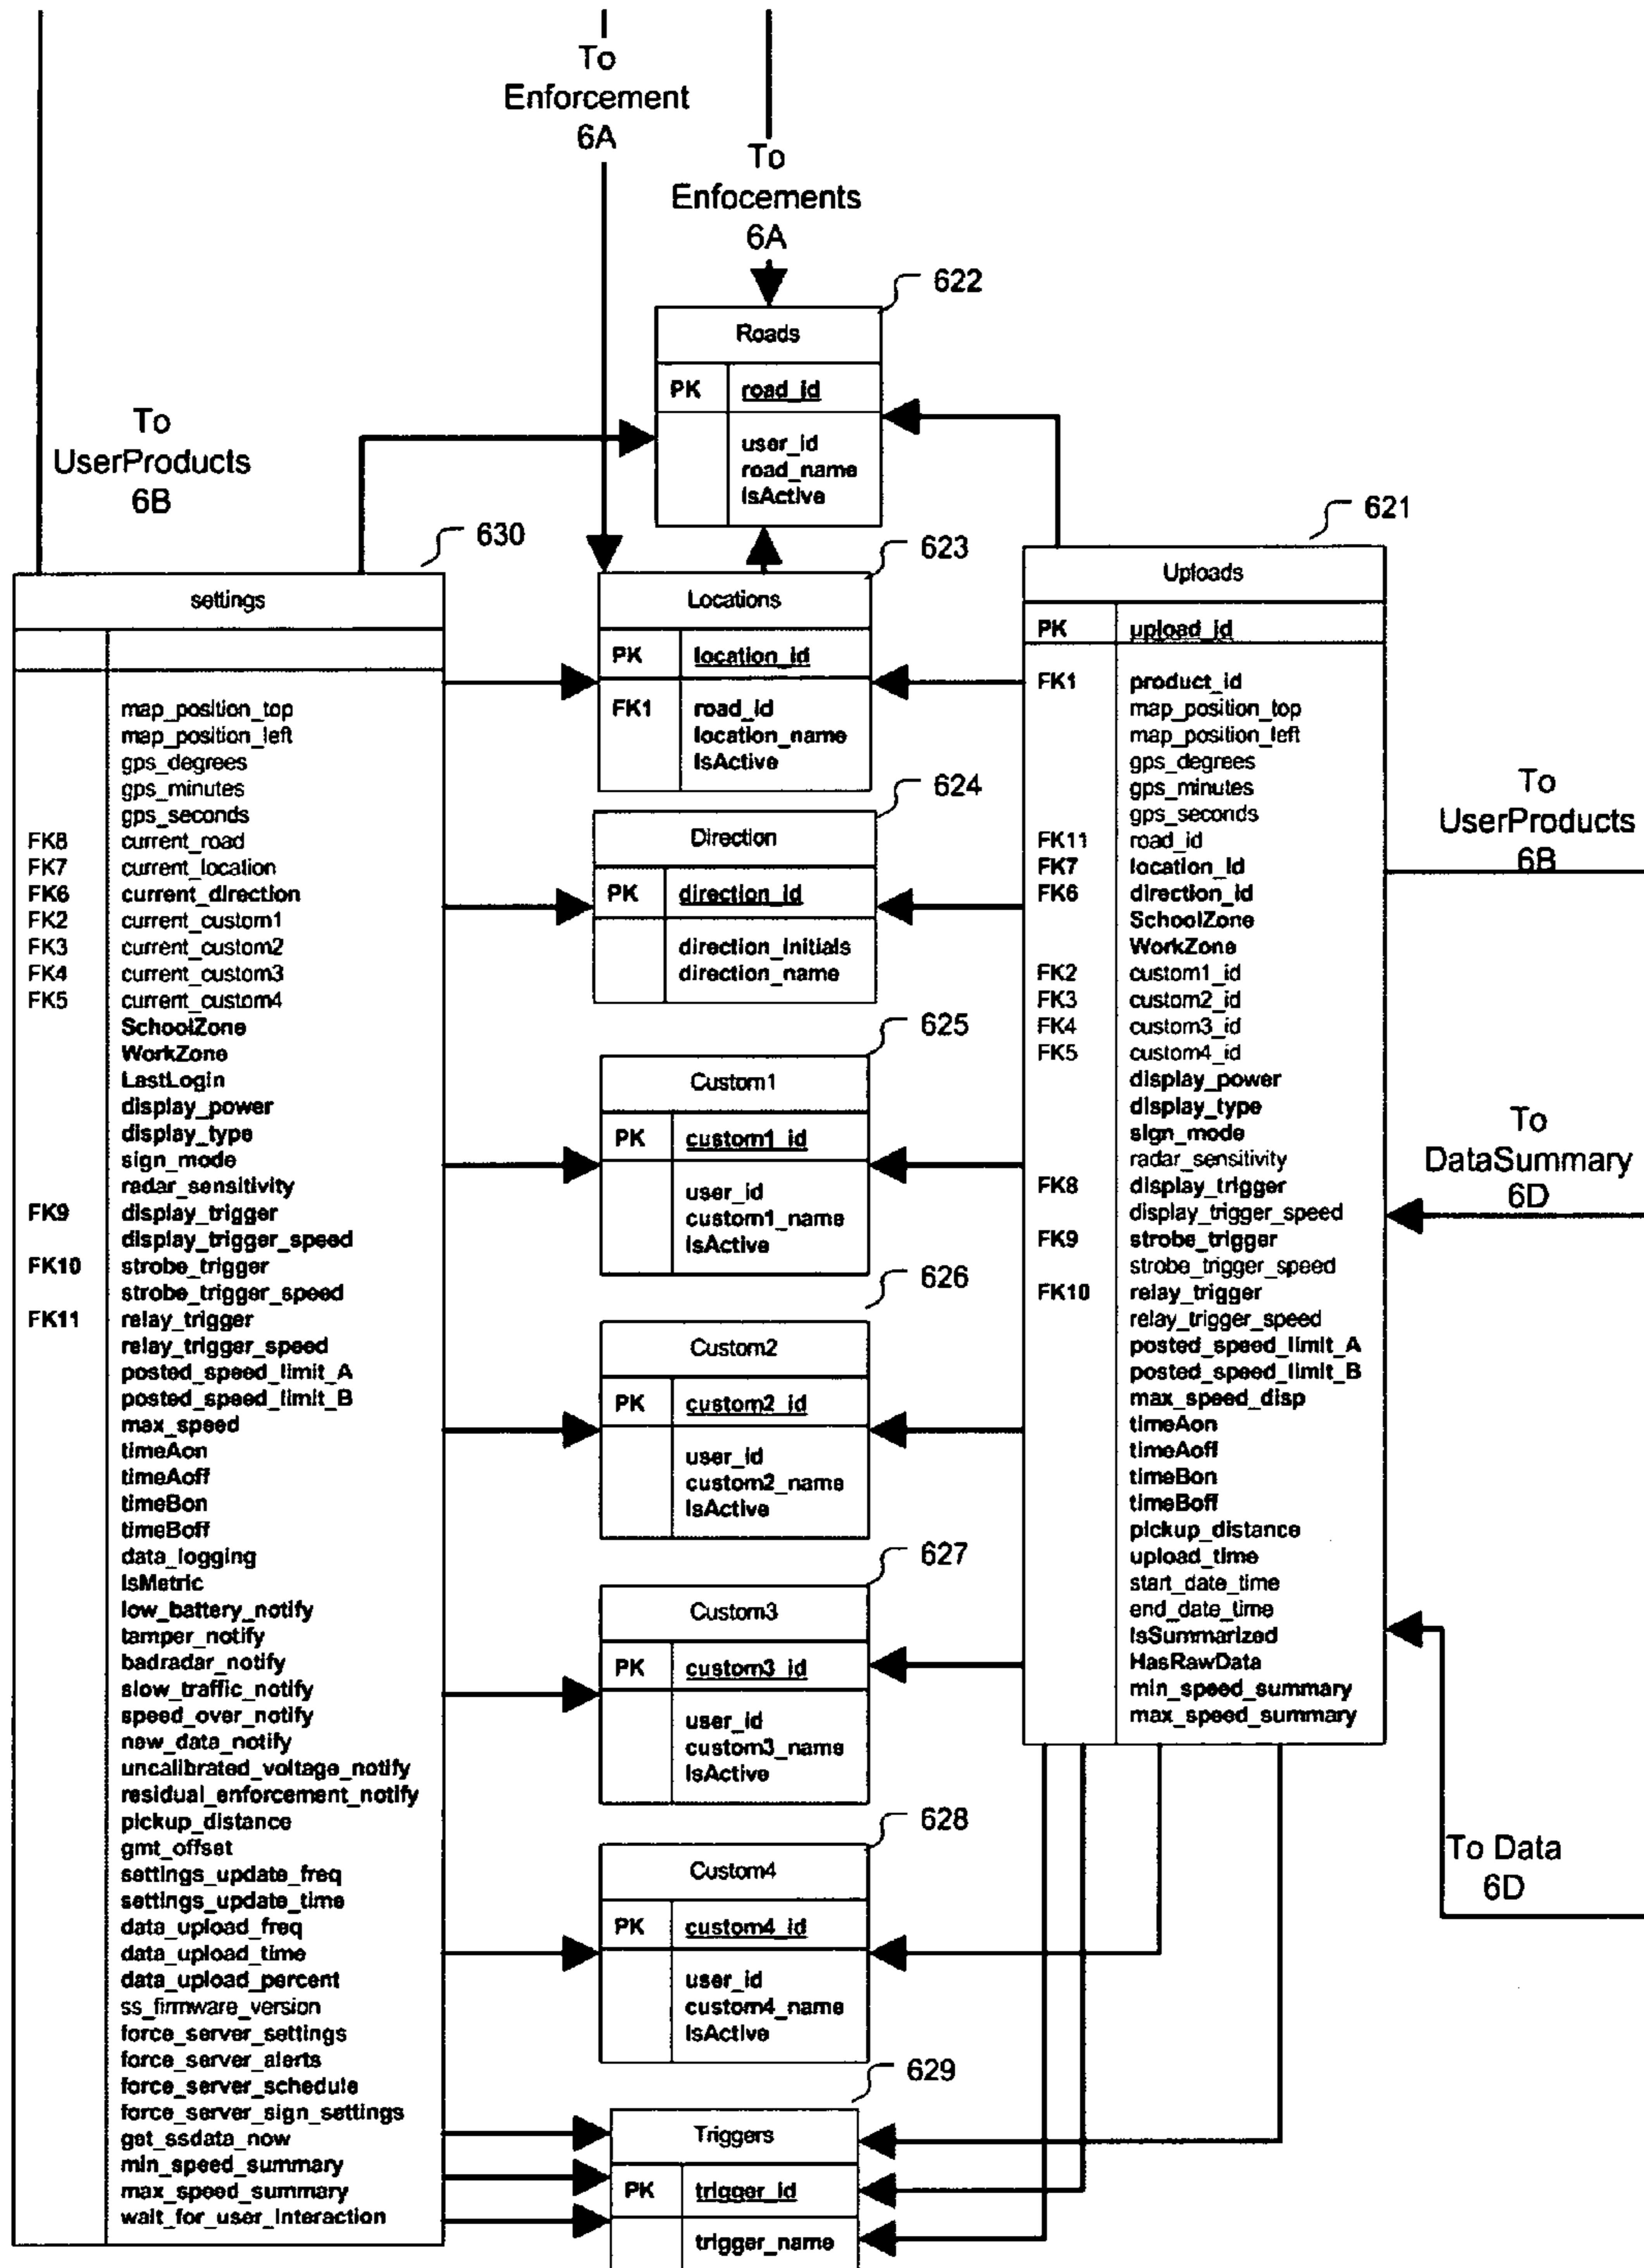 To
Enforcement
6A
To
Enfocements
6A
622
Roads
PK road_id
user_id
road_name
IsActive
To
UserProducts
6B
630
settings
map_position_top
map_position_left
gps_degrees
gps_minutes
gps_seconds
FK8 current_road
FK7 current_location
FK6 current_direction
FK2 current_custom1
FK3 current_custom2
FK4 current_custom3
FK5 current_custom4
SchoolZone
WorkZone
LastLogin
display_power
display_type
sign_mode
radar_sensitivity
FK9 display_trigger
display_trigger_speed
FK10 strobe_trigger
strobe_trigger_speed
FK11 relay_trigger
relay_trigger_speed
posted_speed_limit_A
posted_speed_limit_B
max_speed
timeAon
timeAoff
timeBon
timeBoff
data_logging
IsMetric
low_battery_notify
tamper_notify
badradar_notify
slow_traffic_notify
speed_over_notify
new_data_notify
uncalibrated_voltage_notify
residual_enforcement_notify
pickup_distance
gmt_offset
settings_update_freq
settings_update_time
data_upload_freq
data_upload_time
data_upload_percent
ss_firmware_version
force_server_settings
force_server_alerts
force_server_schedule
force_server_sign_settings
get_ssdata_now
min_speed_summary
max_speed_summary
wait_for_user_interaction
623
Locations
PK location_id
FK1 road_id
location_name
IsActive
624
Direction
PK direction_id
direction_initials
direction_name
625
Custom1
PK custom1_id
user_id
custom1_name
IsActive
626
Custom2
PK custom2_id
user_id
custom2_name
IsActive
627
Custom3
PK custom3_id
user_id
custom3_name
IsActive
628
Custom4
PK custom4_id
user_id
custom4_name
IsActive
629
Triggers
PK trigger_id
trigger_name
621
Uploads
PK upload_id
FK1 product_id
map_position_top
map_position_left
gps_degrees
gps_minutes
gps_seconds
FK11 road_id
FK7 location_id
FK6 direction_id
SchoolZone
WorkZone
FK2 custom1_id
FK3 custom2_id
FK4 custom3_id
FK5 custom4_id
display_power
display_type
sign_mode
radar_sensitivity
FK8 display_trigger
display_trigger_speed
FK9 strobe_trigger
strobe_trigger_speed
FK10 relay_trigger
relay_trigger_speed
posted_speed_limit_A
posted_speed_limit_B
max_speed_disp
timeAon
timeAoff
timeBon
timeBoff
pickup_distance
upload_time
start_date_time
end_date_time
IsSummarized
HasRawData
min_speed_summary
max_speed_summary
To
UserProducts
6B
To
DataSummary
6D
To Data
6D